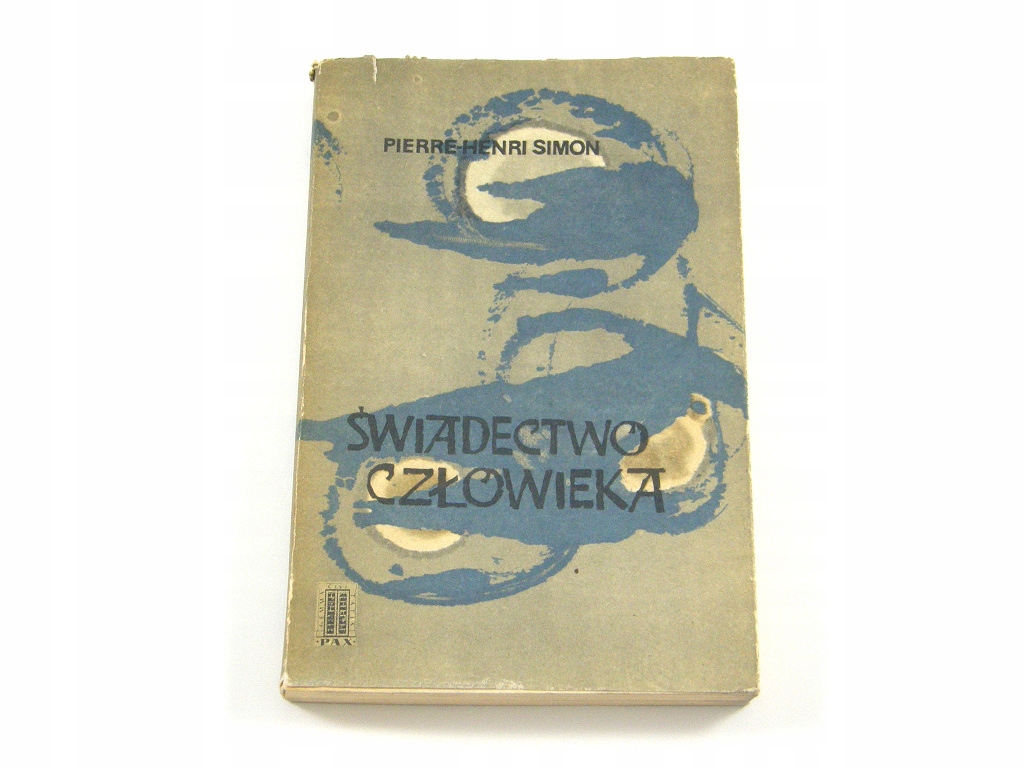 PIERRE-HENRI SIMON
ŚWIADECTWO
CZŁOWIEKA
·PAX·